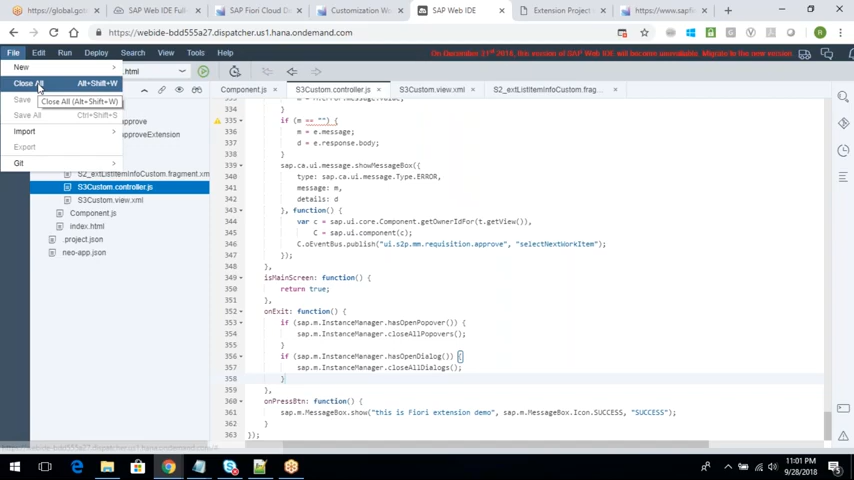 https://global.got
SAP Web IDE Full
SAP Fiori Cloud D
Customization Wo
SAP Web IDE
Extension Project
https://www.sapfi
https://webide-bdd555a27.dispatcher.us1.hana.ondemand.com
File Edit Run Deploy Search View Tools Help
On December 31st, 2018, this version of SAP Web IDE will become unavailable.
New
Close All Alt+Shift+W
Close All (Alt+Shift+W)
Save
Save All Ctrl+Shift+S
Import
Export
Git
.html
pprove
pproveExtension
S2_extListItemInfoCustom.fragment.xm
S3Custom.controller.js
S3Custom.view.xml
Component.js
index.html
.project.json
neo-app.json
Component.js × S3Custom.controller.js × S3Custom.view.xml × S2_extListItemInfoCustom.frag... ×
335 if (m == "") {
336 m = e.message;
337 d = e.response.body;
338 }
339 sap.ca.ui.message.showMessageBox({
340 type: sap.ca.ui.message.Type.ERROR,
341 message: m,
342 details: d
343 }, function() {
344 var c = sap.ui.core.Component.getOwnerIdFor(t.getView()),
345 C = sap.ui.component(c);
346 C.oEventBus.publish("ui.s2p.mm.requisition.approve", "selectNextWorkItem");
347 });
348 },
349 isMainScreen: function() {
350 return true;
351 },
352 onExit: function() {
353 if (sap.m.InstanceManager.hasOpenPopover()) {
354 sap.m.InstanceManager.closeAllPopovers();
355 }
356 if (sap.m.InstanceManager.hasOpenDialog()) {
357 sap.m.InstanceManager.closeAllDialogs();
358 }
359 },
360 onPressBtn: function() {
361 sap.m.MessageBox.show("this is Fiori extension demo", sap.m.MessageBox.Icon.SUCCESS, "SUCCESS");
362 }
363 });
11:01 PM
9/28/2018